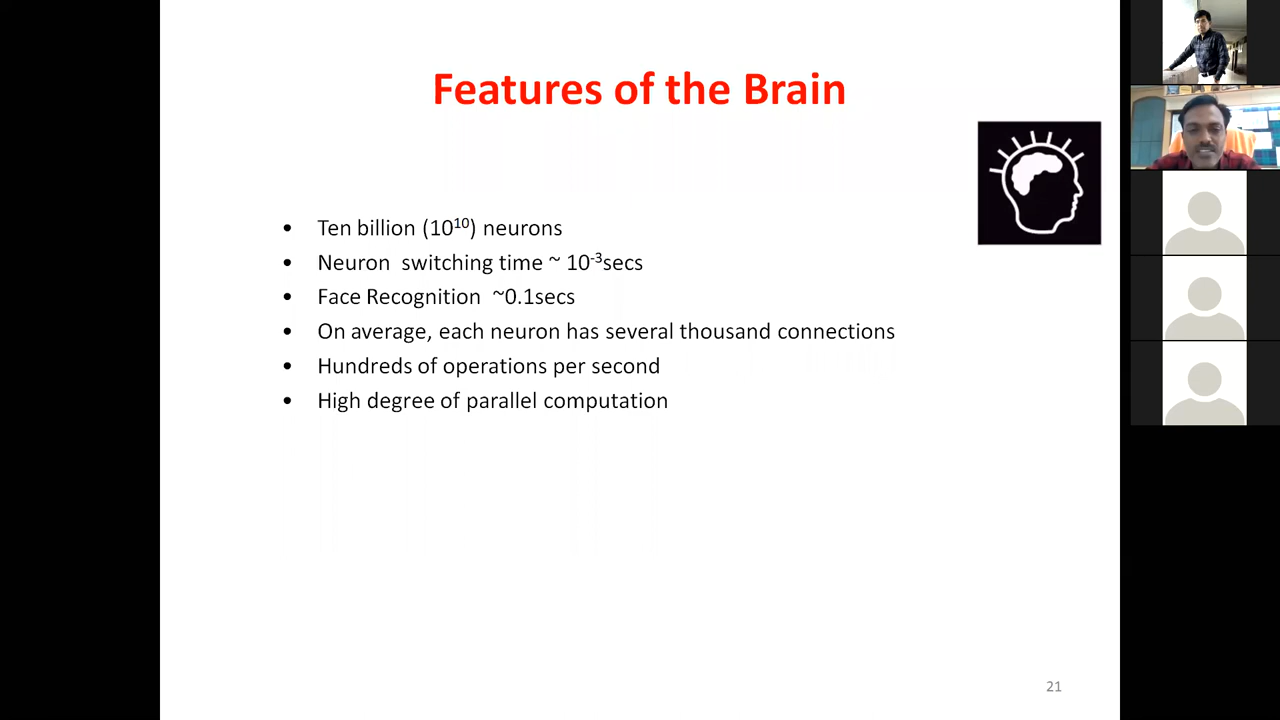 Features of the Brain
• Ten billion (10¹⁰) neurons
• Neuron switching time ~ 10⁻³secs
• Face Recognition ~0.1secs
• On average, each neuron has several thousand connections
• Hundreds of operations per second
• High degree of parallel computation
21